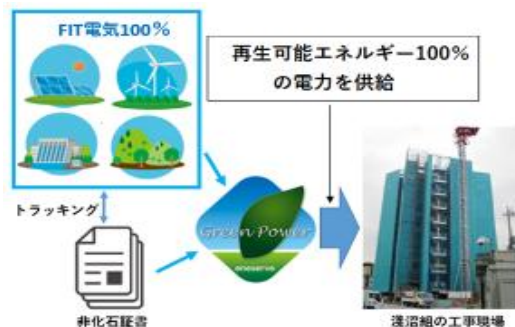 FIT電気100%
再生可能エネルギー100%
の電力を供給
トラッキング
Green Power
eneserve
非化石証書
淺沼組の工事現場